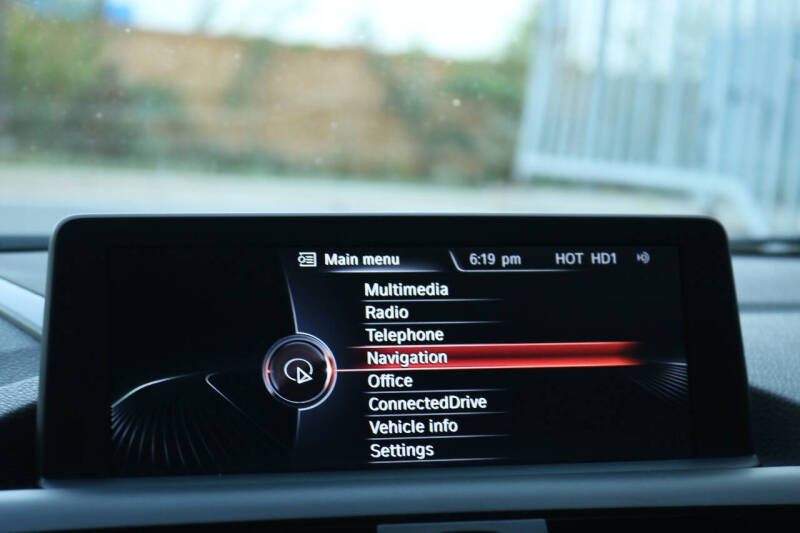 Main menu 6:19 pm HOT HD1
Multimedia
Radio
Telephone
Navigation
Office
ConnectedDrive
Vehicle info
Settings